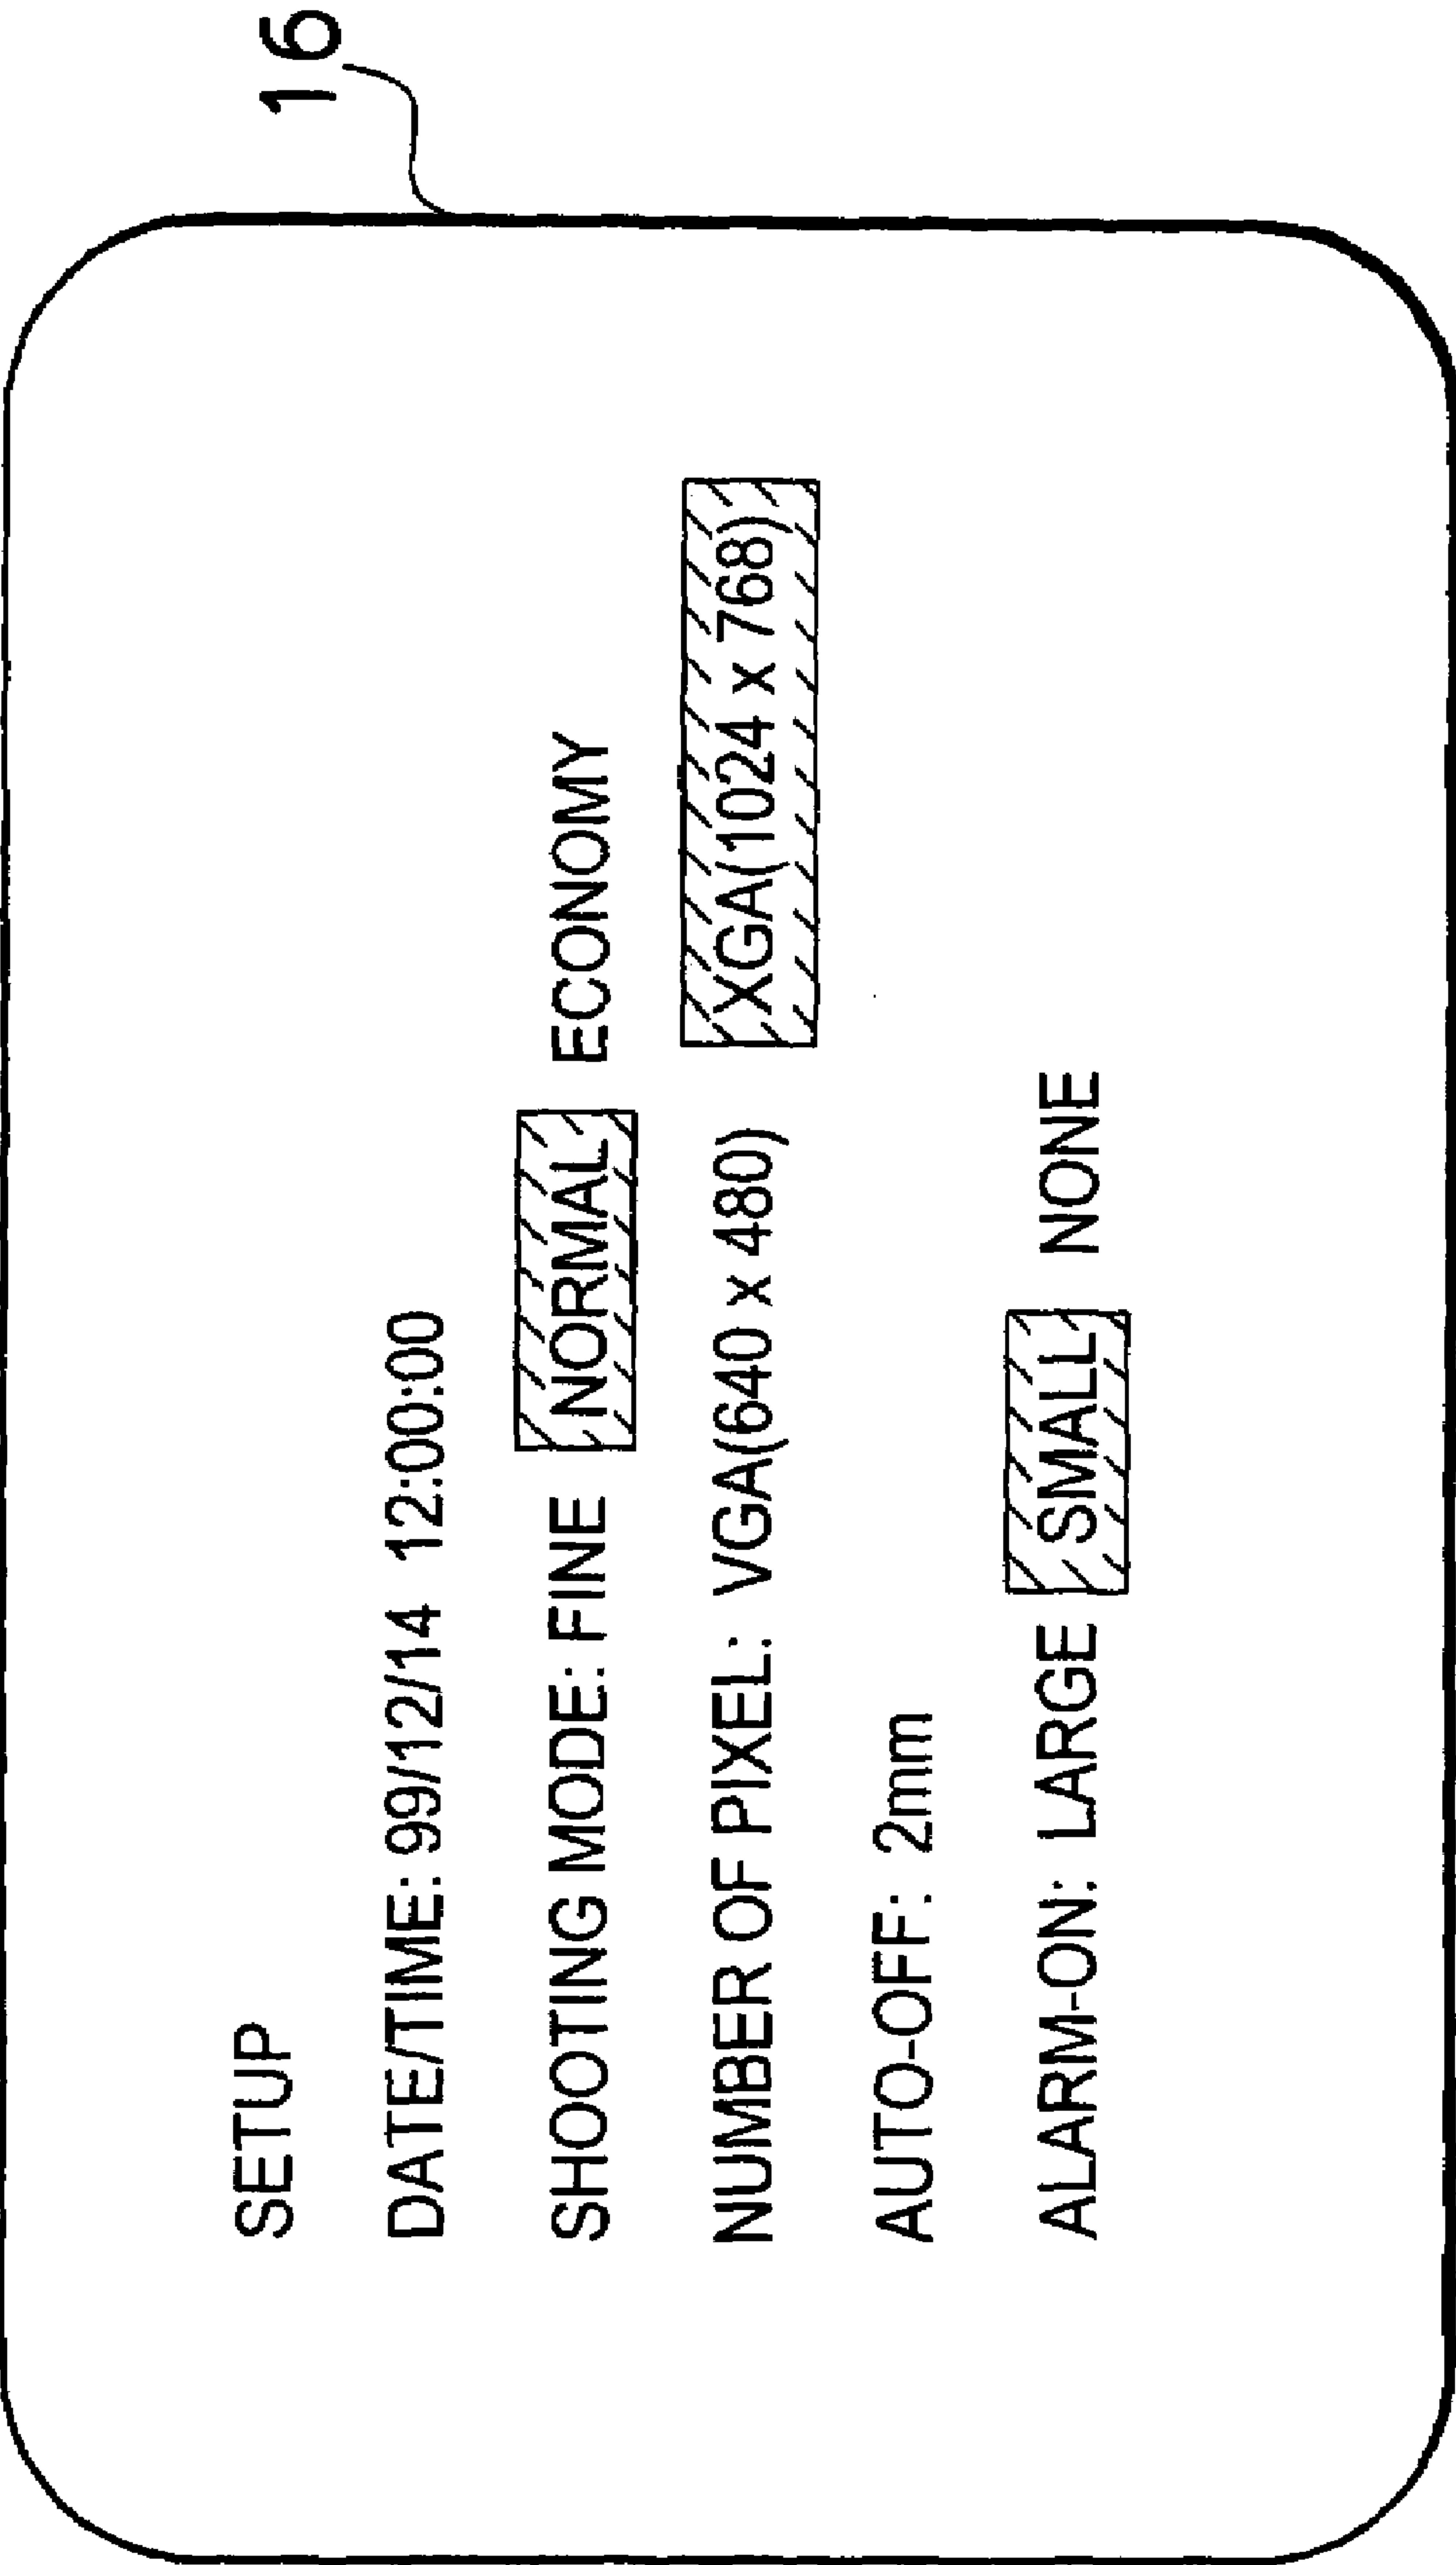 16
SETUP
DATE/TIME: 99/12/14 12:00:00
SHOOTING MODE: FINE NORMAL ECONOMY
NUMBER OF PIXEL: VGA(640 x 480) XGA(1024 x 768)
AUTO-OFF: 2mm
ALARM-ON: LARGE SMALL NONE